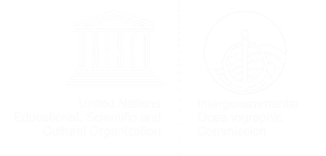 United Nations
Educational, Scientific and
Cultural Organization
Intergovernmental
Oceanographic
Commission